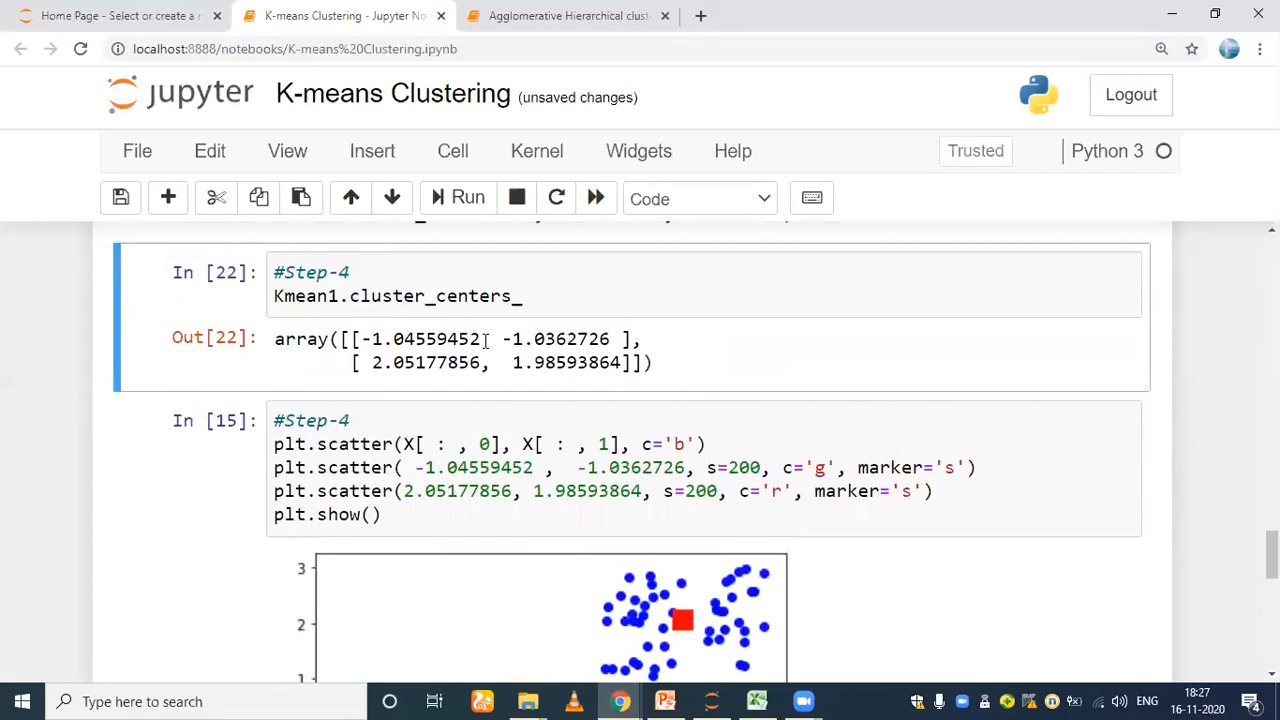 Home Page - Select or create a r
K-means Clustering - Jupyter No
Agglomerative Hierarchical clust
localhost:8888/notebooks/K-means%20Clustering.ipynb
jupyter K-means Clustering (unsaved changes)
Logout
File Edit View Insert Cell Kernel Widgets Help
Trusted
Python 3
Run
Code
In [22]: #Step-4
Kmean1.cluster_centers_
Out[22]: array([[-1.04559452, -1.0362726 ],
[ 2.05177856, 1.98593864]])
In [15]: #Step-4
plt.scatter(X[ : , 0], X[ : , 1], c='b')
plt.scatter( -1.04559452 , -1.0362726, s=200, c='g', marker='s')
plt.scatter(2.05177856, 1.98593864, s=200, c='r', marker='s')
plt.show()
3
2
1
Type here to search
ENG
18:27
16-11-2020
4